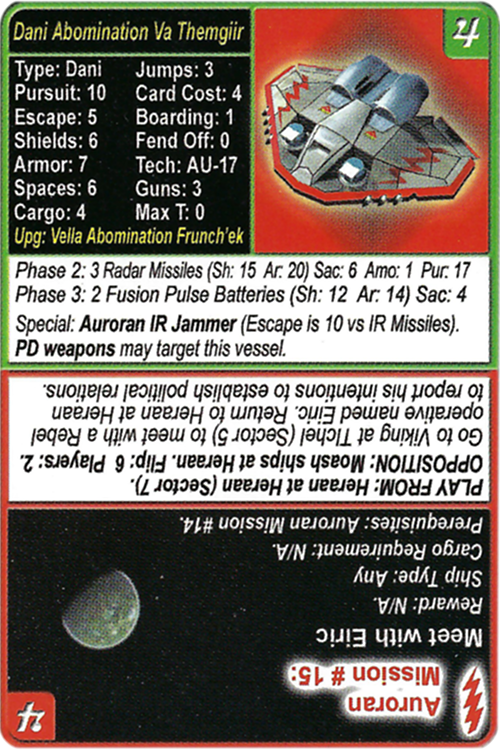 Dani Abomination Va Themgiir
Type: Dani Jumps: 3
Pursuit: 10 Card Cost: 4
Escape: 5 Boarding: 1
Shields: 6 Fend Off: 0
Armor: 7 Tech: AU-17
Spaces: 6 Guns: 3
Cargo: 4 Max T: 0
Upg: Vella Abomination Frunch'ek
Phase 2: 3 Radar Missiles (Sh: 15 Ar: 20) Sac: 6 Amo: 1 Pur: 17
Phase 3: 2 Fusion Pulse Batteries (Sh: 12 Ar: 14) Sac: 4
Special: Auroran IR Jammer (Escape is 10 vs IR Missiles).
PD weapons may target this vessel.
Auroran
Mission # 15:
Meet with Eiric
Reward: N/A.
Ship Type: Any
Cargo Requirement: N/A.
Prerequisites: Auroran Mission #14.
PLAY FROM: Heraan at Heraan (Sector 7).
OPPOSITION: Moash ships at Heraan. Flip: 6 Players: 2.
Go to Viking at Tichel (Sector 5) to meet with a Rebel
operative named Eiric. Return to Heraan at Heraan
to report his intentions to establish political relations.